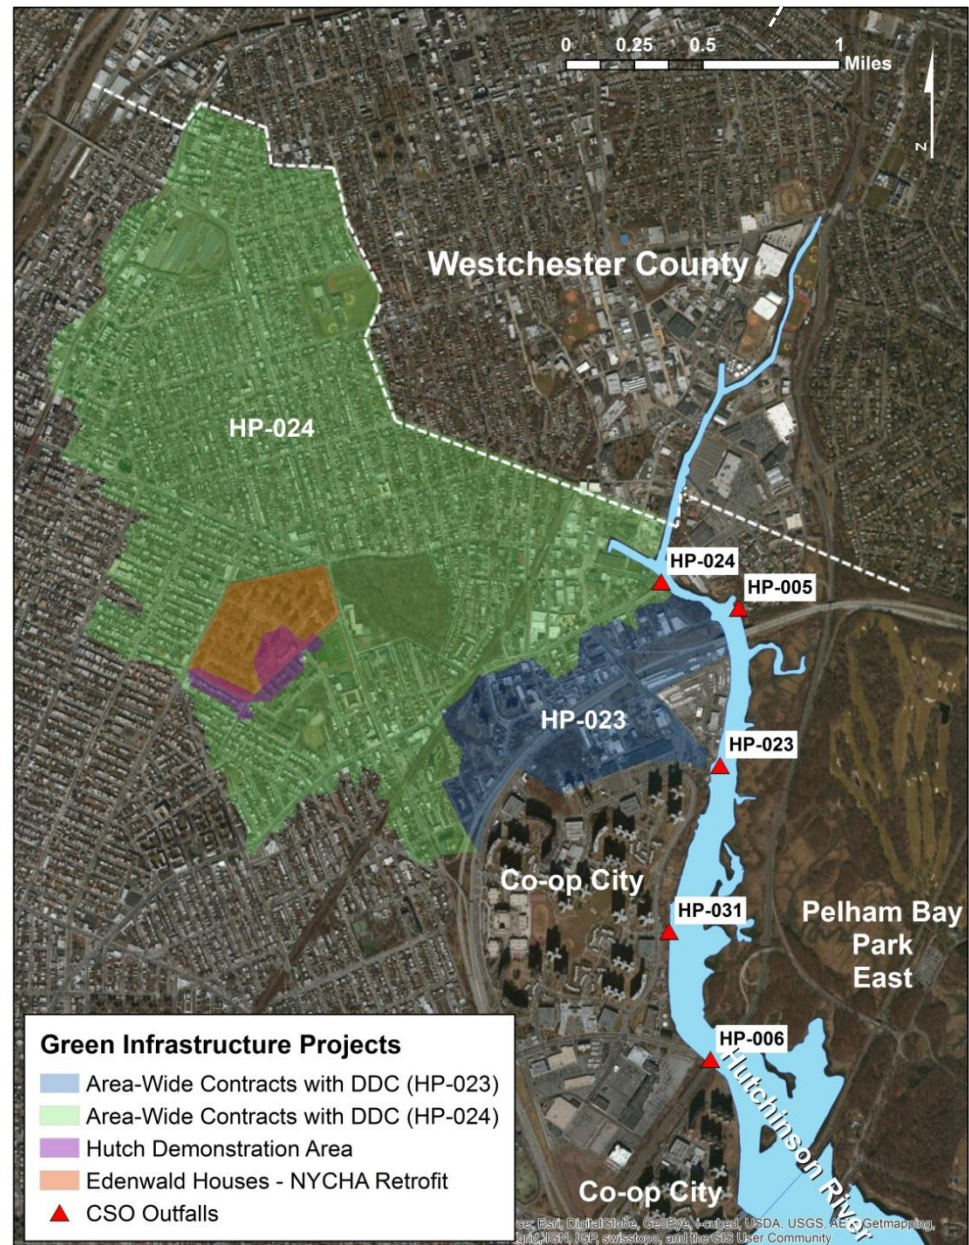 0 0.25 0.5 1
Miles
N
Westchester County
HP-024
HP-024
HP-005
HP-023
HP-023
Co-op City
HP-031
Pelham Bay
Park
East
HP-006
Hutchinson River
Co-op City
Green Infrastructure Projects
Area-Wide Contracts with DDC (HP-023)
Area-Wide Contracts with DDC (HP-024)
Hutch Demonstration Area
Edenwald Houses - NYCHA Retrofit
CSO Outfalls
Esri, DigitalGlobe, GeoEye, i-cubed, USDA, USGS, Getmapping,
IGN, IGP, swisstopo, and the GIS User Community